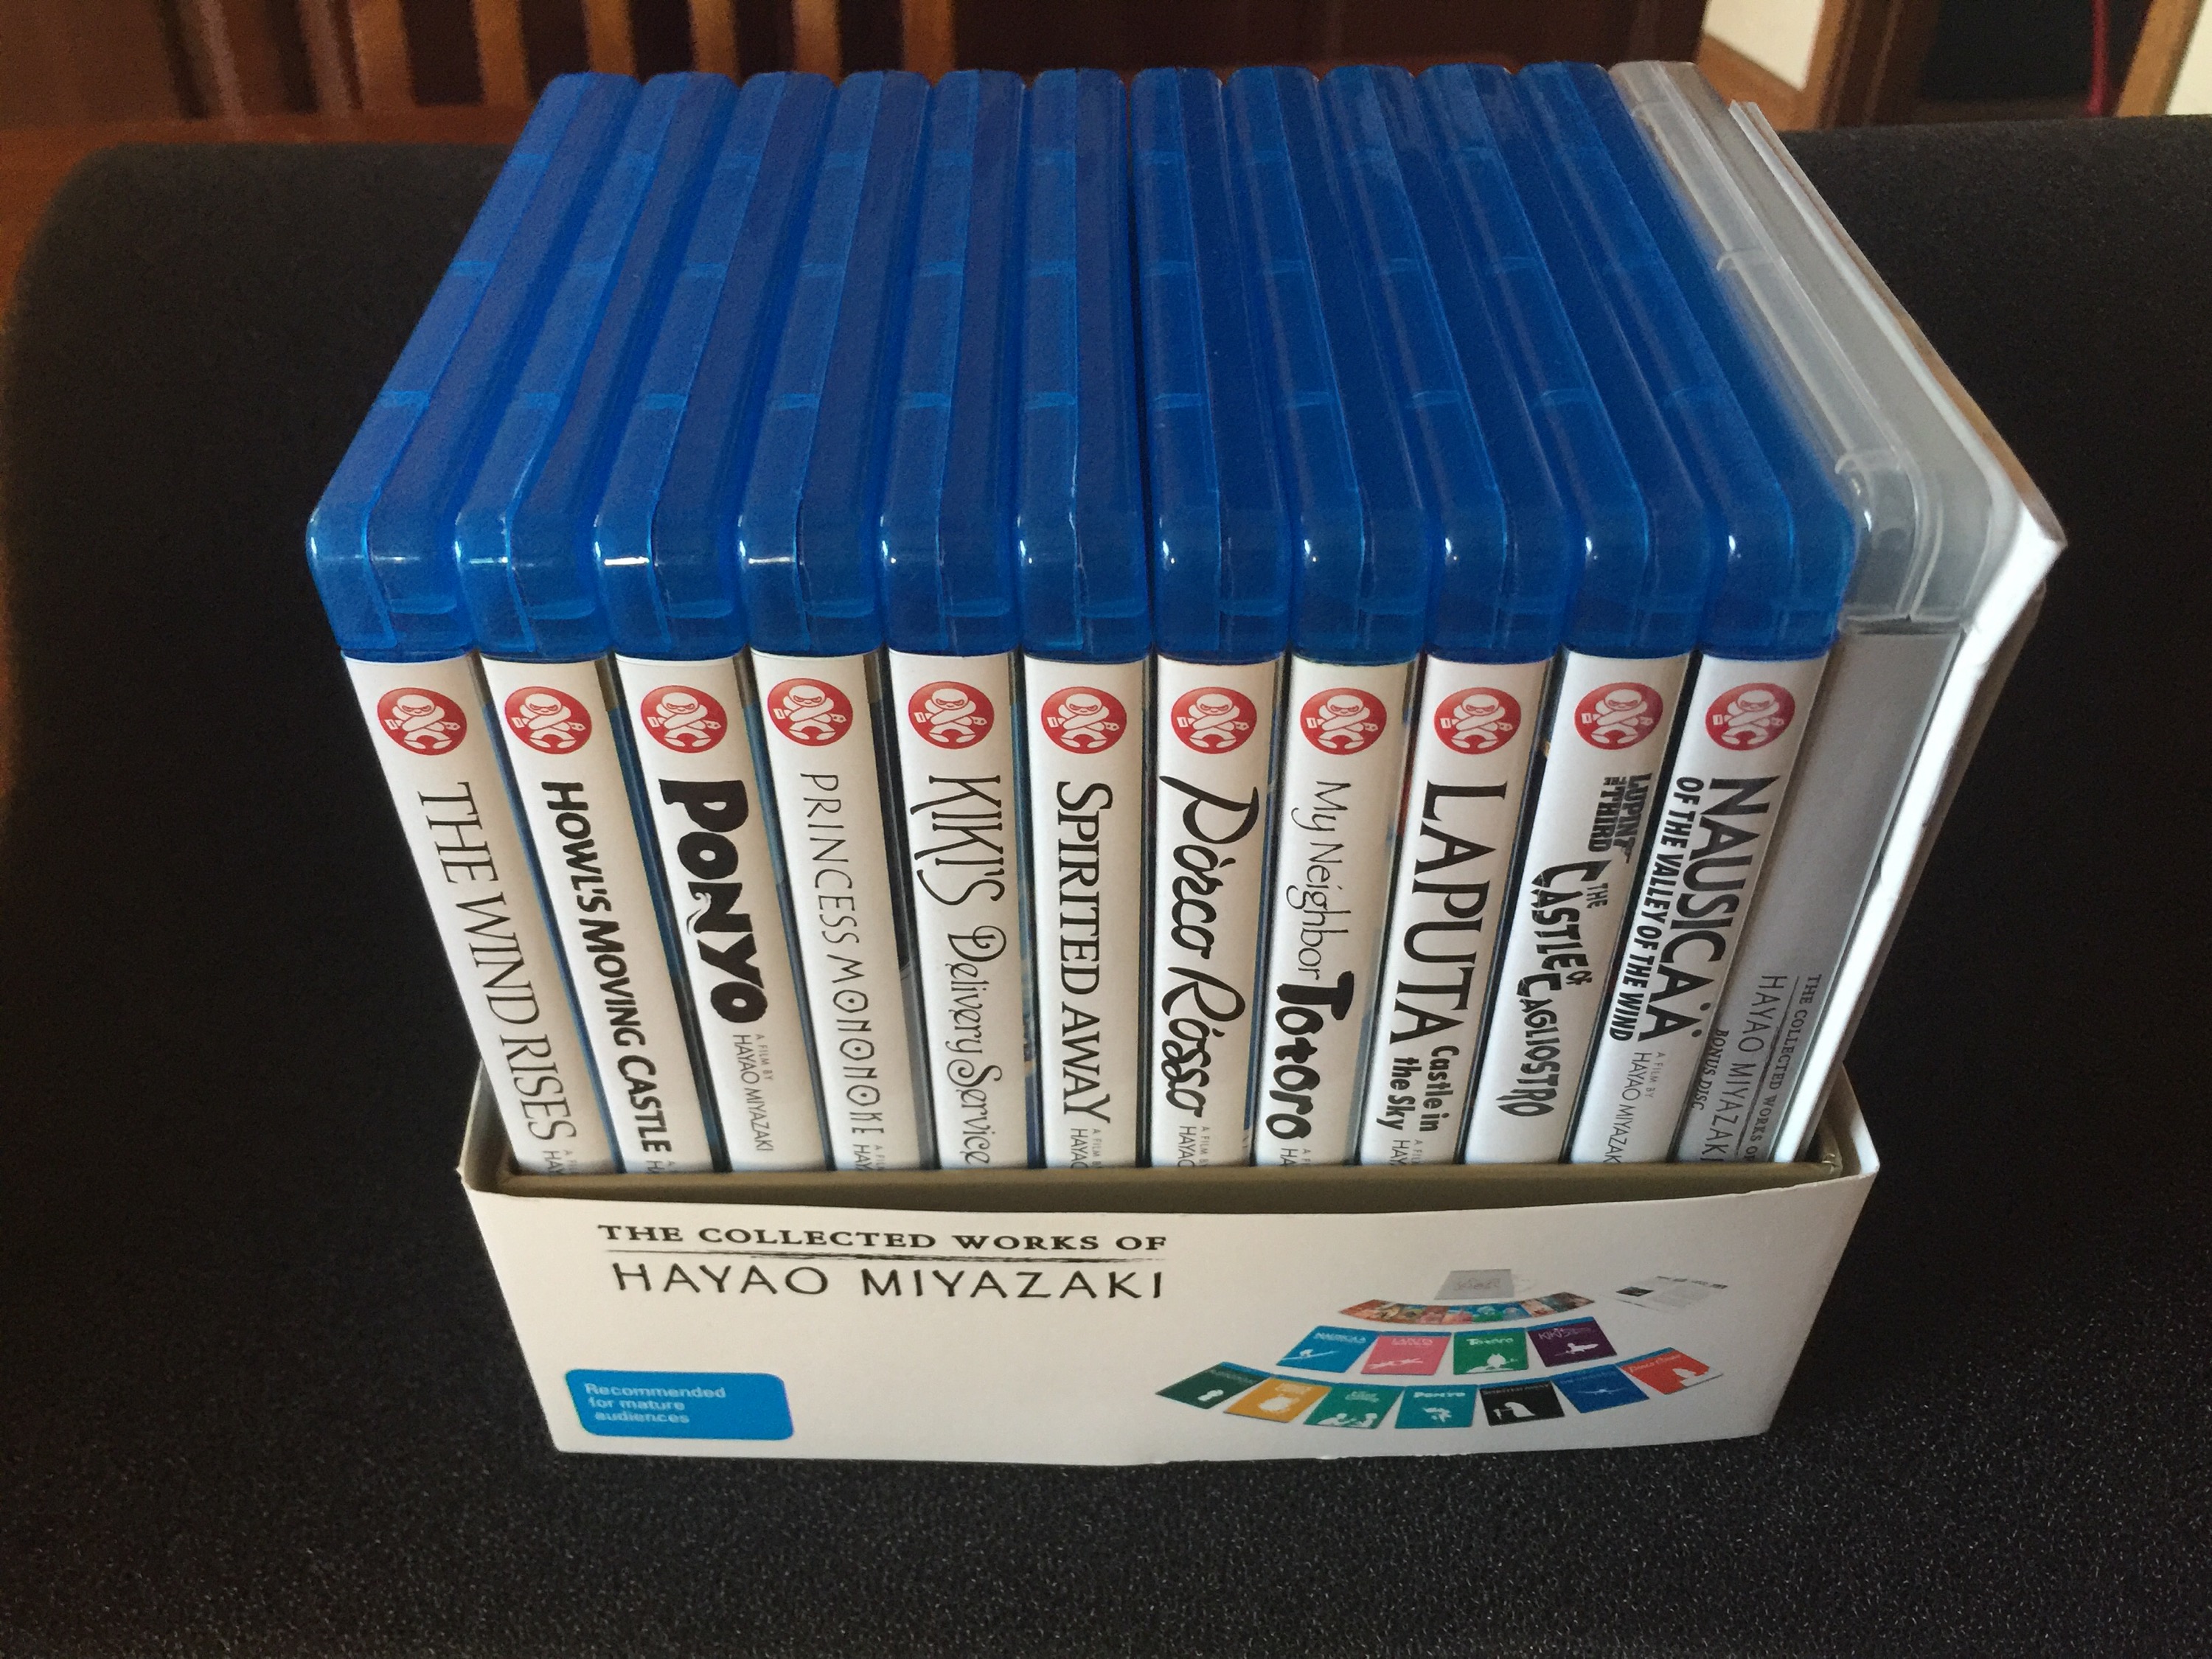 THE WIND RISES
HOWL'S MOVING CASTLE
PONYO
A FILM BY
HAYAO MIYAZAKI
PRINCESS MONONOKE
KIKI'S Delivery Service
SPIRITED AWAY
Porco Rosso
My Neighbor TOTORO
LAPUTA
Castle in
the Sky
LUPIN
THE THIRD
THE
CASTLE OF
CAGLIOSTRO
NAUSICAÄ
OF THE VALLEY OF THE WIND
A FILM BY
HAYAO MIYAZAKI
THE COLLECTED WORKS OF
HAYAO MIYAZAKI
BONUS DISC
THE COLLECTED WORKS OF
HAYAO MIYAZAKI
Recommended
for mature
audiences